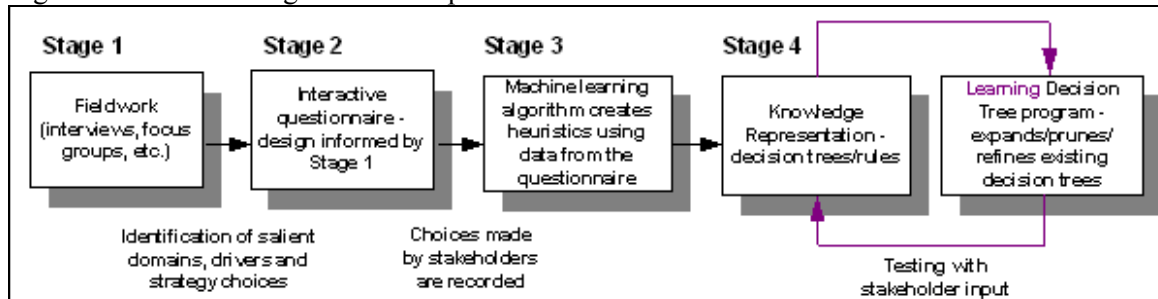 Stage 1
Stage 2
Stage 3
Stage 4
Fieldwork
(interviews, focus
groups, etc.)
Interactive
questionnaire -
design informed by
Stage 1
Machine learning
algorithm creates
heuristics using
data from the
questionnaire
Knowledge
Representation -
decision trees/rules
Learning Decision
Tree program -
expands/prunes/
refines existing
decision trees
Identification of salient
domains, drivers and
strategy choices
Choices made
by stakeholders
are recorded
Testing with
stakeholder input